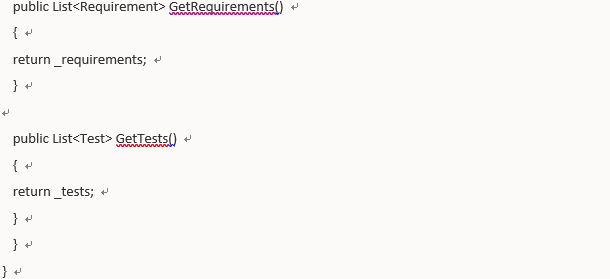 public List<Requirement> GetRequirements()
{
return _requirements;
}
public List<Test> GetTests()
{
return _tests;
}
}
}